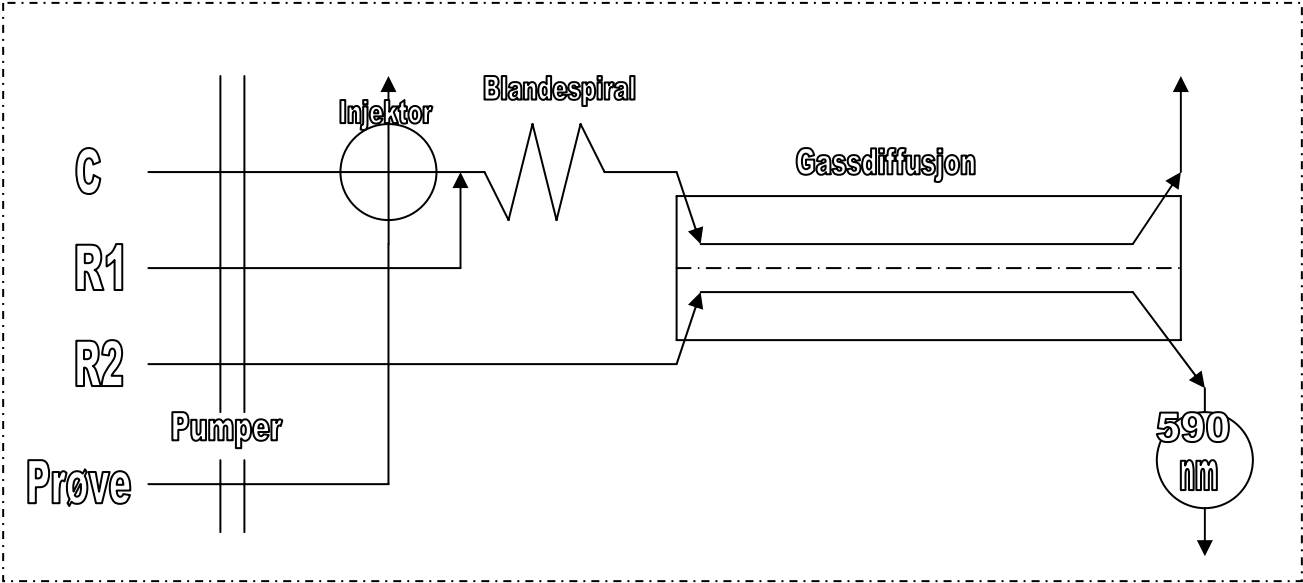 Blandespiral
Injektor
C
Gassdiffusjon
R1
R2
Pumper
590
nm
Prøve